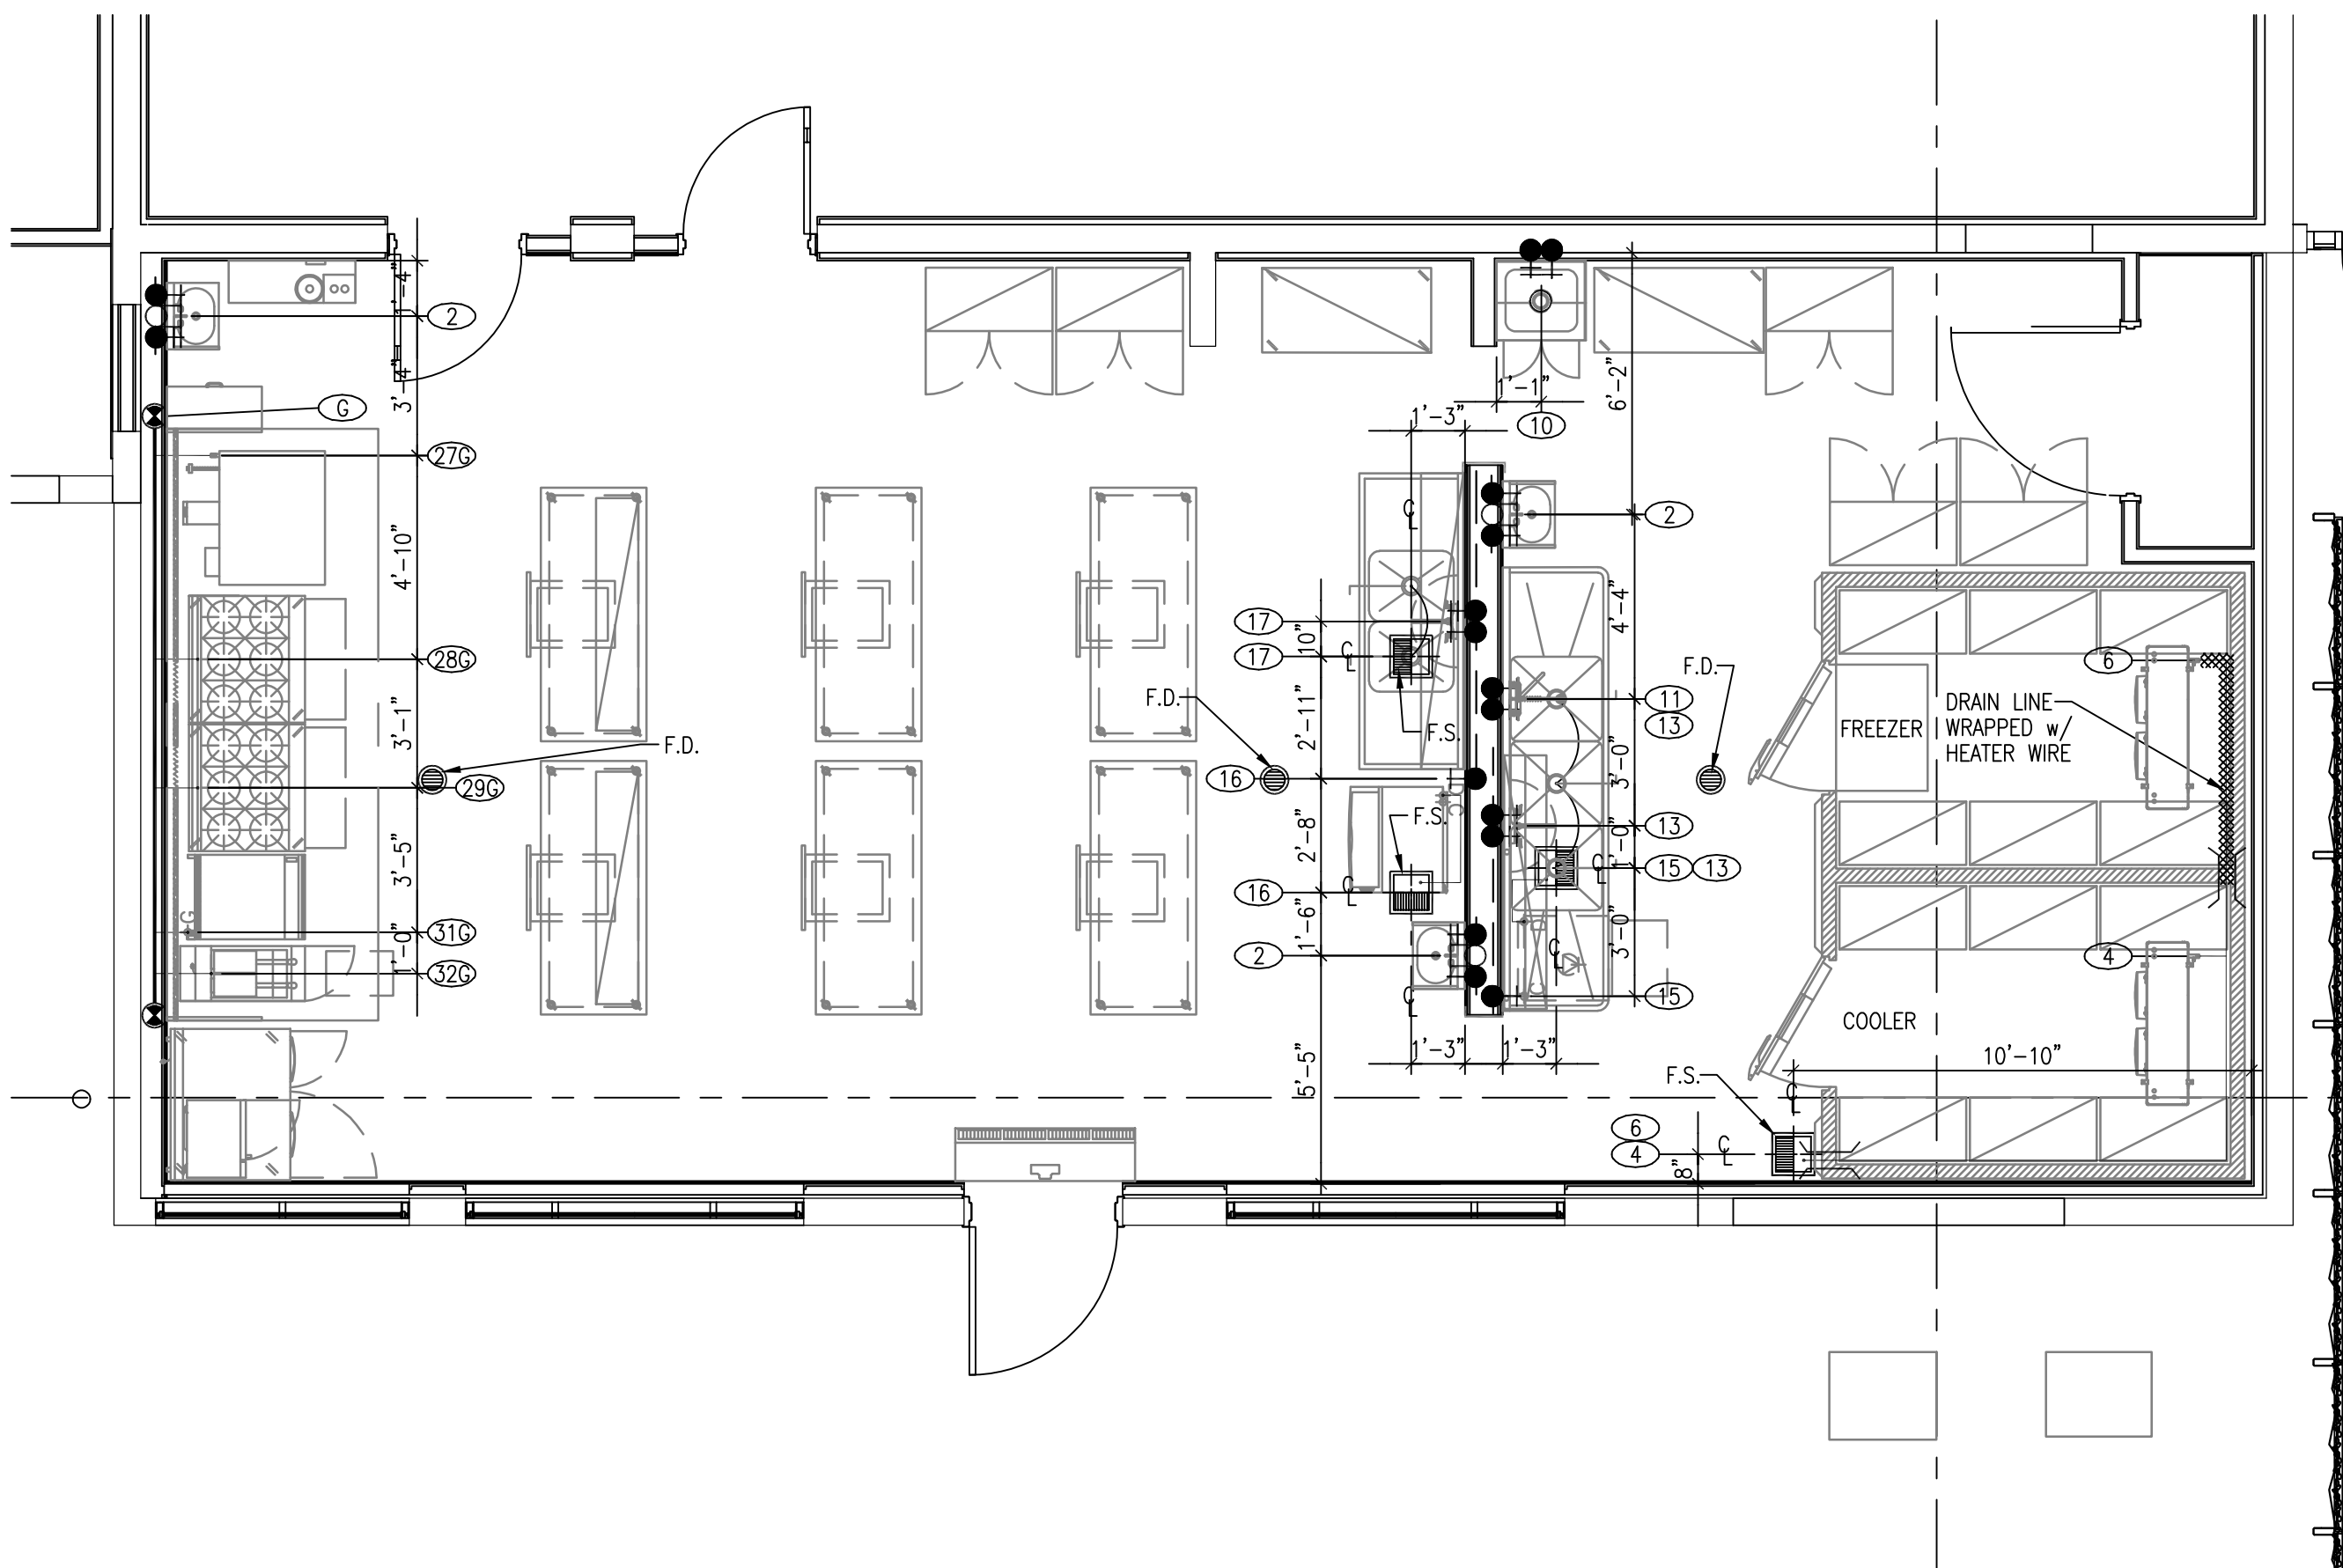 1'-4"
2
3'-4"
G
27G
4'-10"
28G
3'-1"
F.D.
29G
3'-5"
G
31G
1'-0"
32G
1'-1"
10
6'-2"
1'-3"
℄
2
17
10"
17
℄
4'-4"
F.D.
F.S.
2'-11"
16
11
13
3'-0"
F.D.
F.S.
C
2'-8"
13
1'-0"
℄
15
13
16
℄
1'-6"
2
℄
3'-0"
℄
C
15
5'-5"
1'-3"
1'-3"
FREEZER
6
DRAIN LINE
WRAPPED w/
HEATER WIRE
4
COOLER
10'-10"
F.S.
℄
6
4
℄
8"